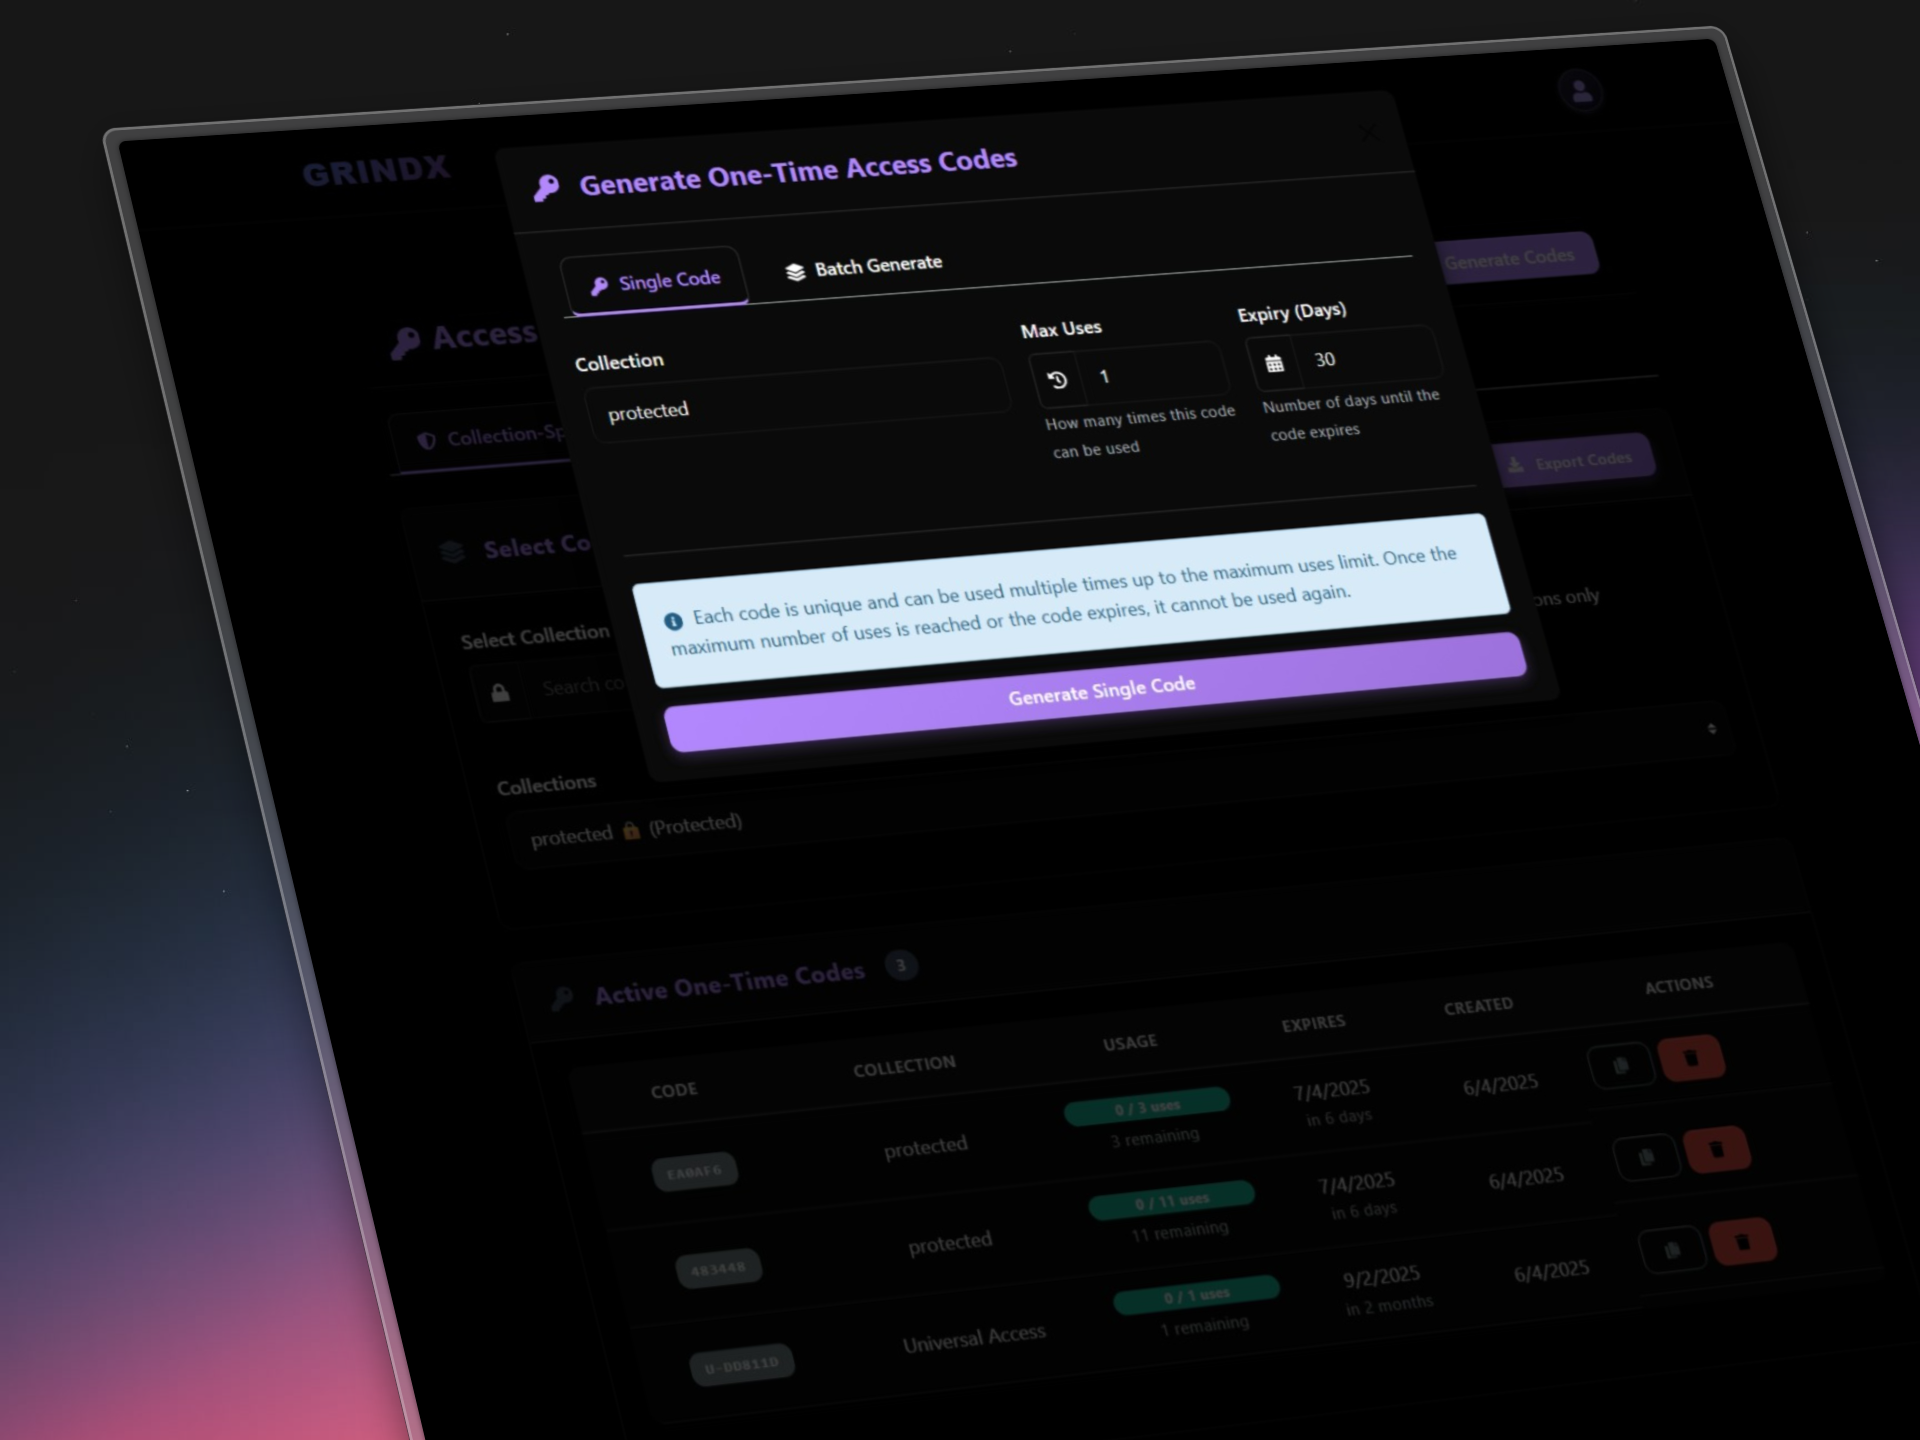 GRINDX
Generate One-Time Access Codes
Single Code
Batch Generate
Generate Codes
Access
Collection
protected
Max Uses
1
How many times this code
can be used
Expiry (Days)
30
Number of days until the
code expires
Collection-Sp
Export Codes
Select Co
Each code is unique and can be used multiple times up to the maximum uses limit. Once the
maximum number of uses is reached or the code expires, it cannot be used again.
ons only
Select Collection
Search co
Generate Single Code
Collections
protected 🔒 (Protected)
Active One-Time Codes 3
CODE COLLECTION USAGE EXPIRES CREATED ACTIONS
EABAF6 protected 0 / 3 uses 7/4/2025 6/4/2025
3 remaining in 6 days
483448 protected 0 / 11 uses 7/4/2025 6/4/2025
11 remaining in 6 days
U-DD811D Universal Access 0 / 1 uses 9/2/2025 6/4/2025
1 remaining in 2 months